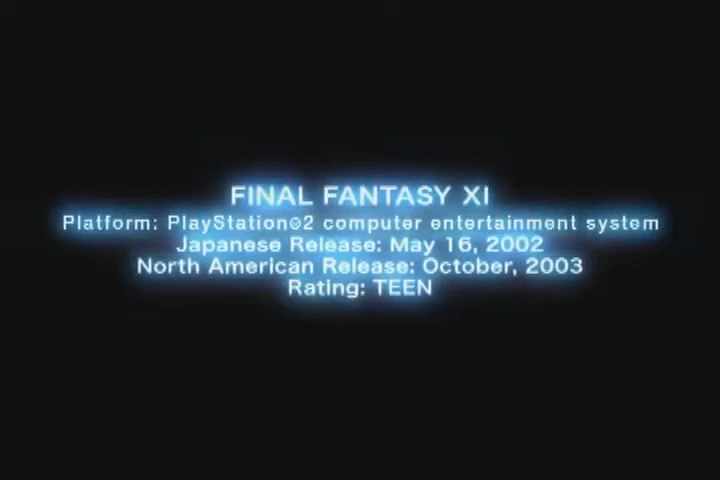 FINAL FANTASY XI
Platform: PlayStation®2 computer entertainment system
Japanese Release: May 16, 2002
North American Release: October, 2003
Rating: TEEN